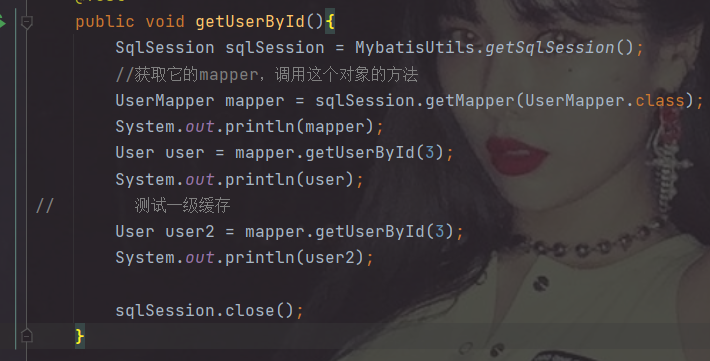 public void getUserById(){
SqlSession sqlSession = MybatisUtils.getSqlSession();
//获取它的mapper，调用这个对象的方法
UserMapper mapper = sqlSession.getMapper(UserMapper.class);
System.out.println(mapper);
User user = mapper.getUserById(3);
System.out.println(user);
// 测试一级缓存
User user2 = mapper.getUserById(3);
System.out.println(user2);
sqlSession.close();
}